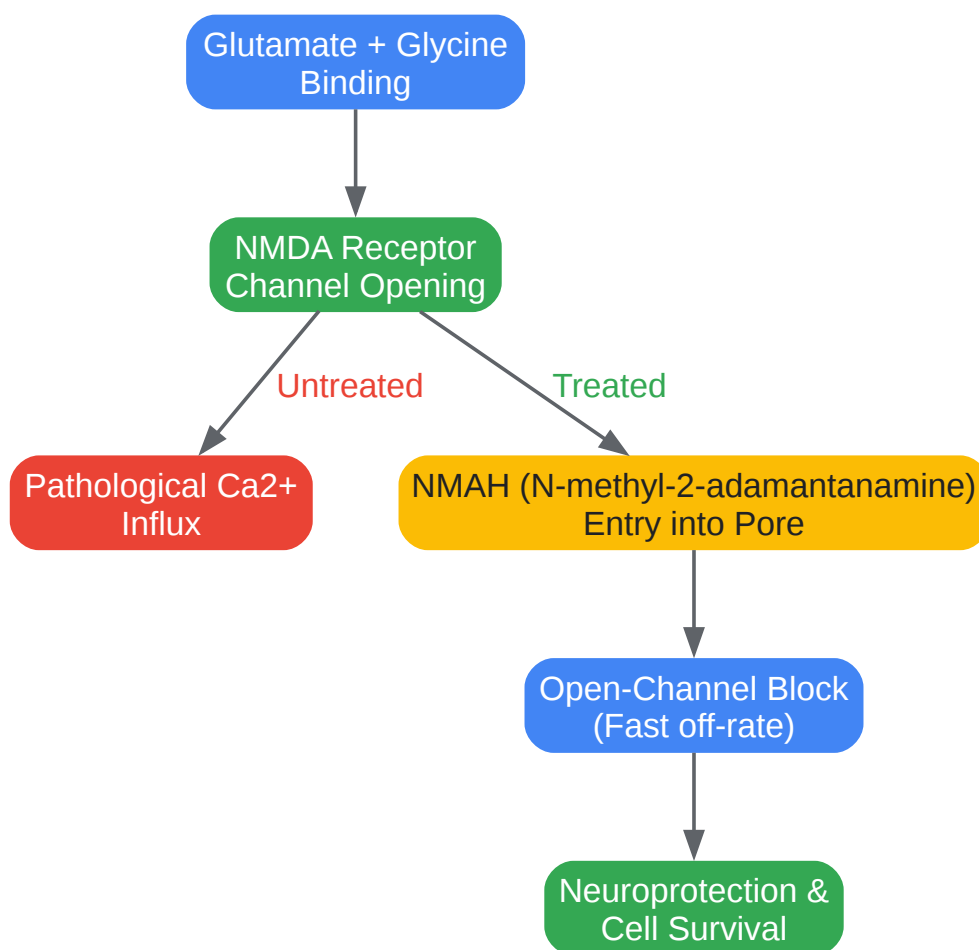 Glutamate + Glycine
Binding
NMDA Receptor
Channel Opening
Untreated
Treated
Pathological Ca2+
Influx
NMAH (N-methyl-2-adamantanamine)
Entry into Pore
Open-Channel Block
(Fast off-rate)
Neuroprotection &
Cell Survival